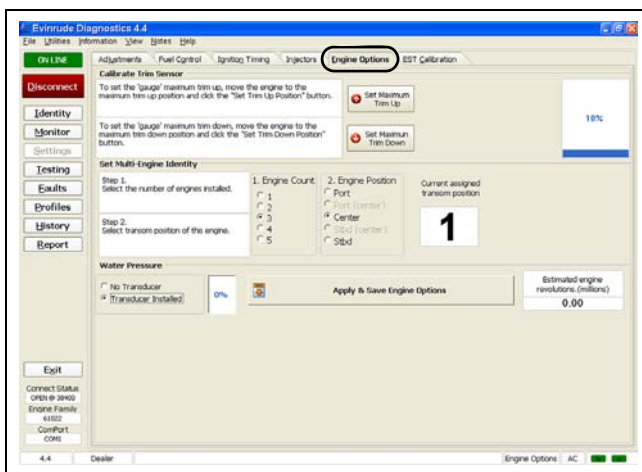 Evinrude Diagnostics 4.4
File Utilities Information View Notes Help
ON LINE
Adjustments Fuel Control Ignition Timing Injectors Engine Options EST Calibration
Disconnect
Identity
Monitor
Settings
Testing
Faults
Profiles
History
Report
Exit
Connect Status
OPEN @ 38400
Engine Family
61022
ComPort
COM1
Calibrate Trim Sensor
To set the 'gauge' maximum trim up, move the engine to the
maximum trim up position and click the "Set Trim Up Position" button.
Set Maximum
Trim Up
To set the 'gauge' maximum trim down, move the engine to the
maximum trim down position and click the "Set Trim Down Position"
button.
Set Maximum
Trim Down
18%
Set Multi-Engine Identity
Step 1.
Select the number of engines installed.
Step 2.
Select transom position of the engine.
1. Engine Count
1
2
3
4
5
2. Engine Position
Port
Port (center)
Center
Stbd (center)
Stbd
Current assigned
transom position
1
Water Pressure
No Transducer
Transducer Installed
0%
Apply & Save Engine Options
Estimated engine
revolutions.(millions)
0.00
4.4 Dealer Engine Options AC